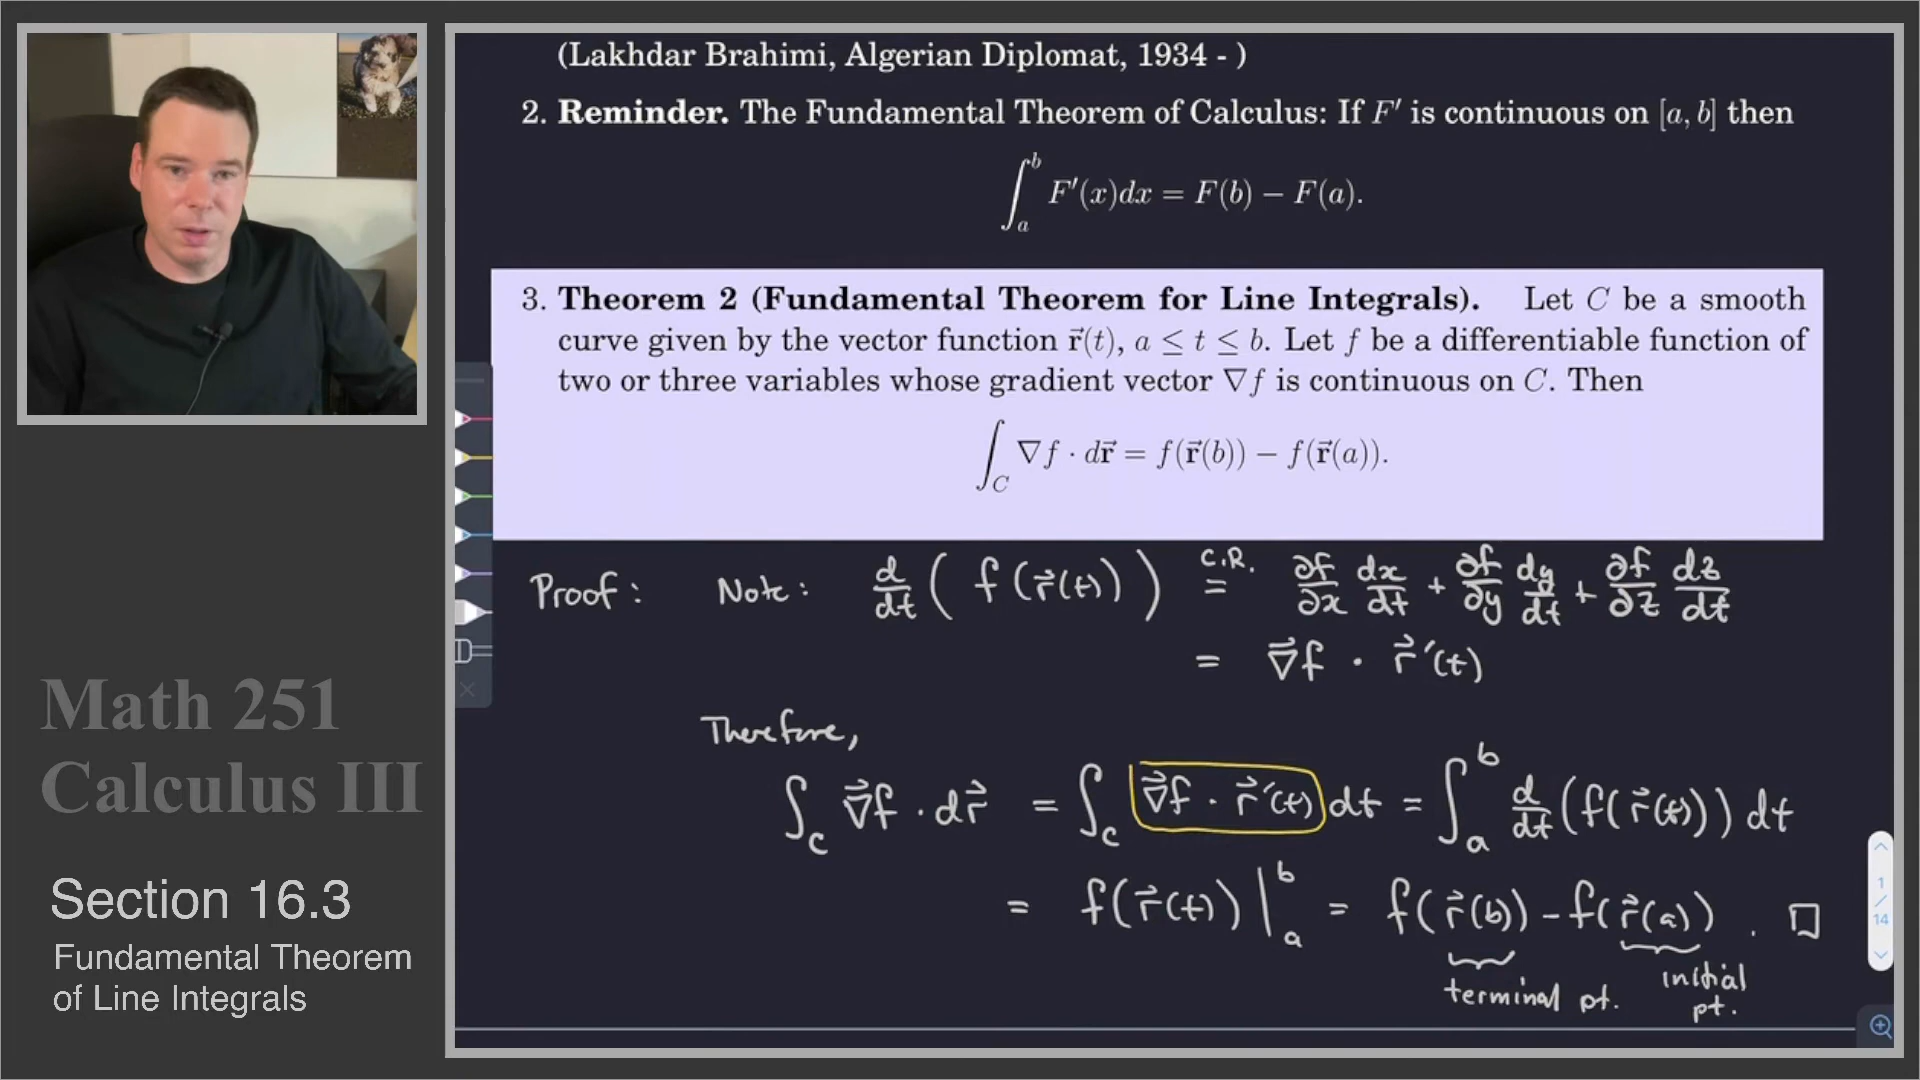 (Lakhdar Brahimi, Algerian Diplomat, 1934 - )
2. Reminder. The Fundamental Theorem of Calculus: If F′ is continuous on [a, b] then
∫_a^b F′(x)dx = F(b) − F(a).
3. Theorem 2 (Fundamental Theorem for Line Integrals). Let C be a smooth
curve given by the vector function r⃗(t), a ≤ t ≤ b. Let f be a differentiable function of
two or three variables whose gradient vector ∇f is continuous on C. Then
∫_C ∇f · dr⃗ = f(r⃗(b)) − f(r⃗(a)).
Proof: Note: d/dt ( f(r⃗(t)) ) =^{C.R.} ∂f/∂x dx/dt + ∂f/∂y dy/dt + ∂f/∂z dz/dt
= ∇⃗f · r⃗′(t)
Therefore,
∫_C ∇⃗f · dr⃗ = ∫_C ∇⃗f · r⃗′(t) dt = ∫_a^b d/dt (f(r⃗(t))) dt
= f(r⃗(t)) |_a^b = f(r⃗(b)) − f(r⃗(a)) . □
terminal pt.
initial
pt.
Math 251
Calculus III
Section 16.3
Fundamental Theorem
of Line Integrals
1
/
14